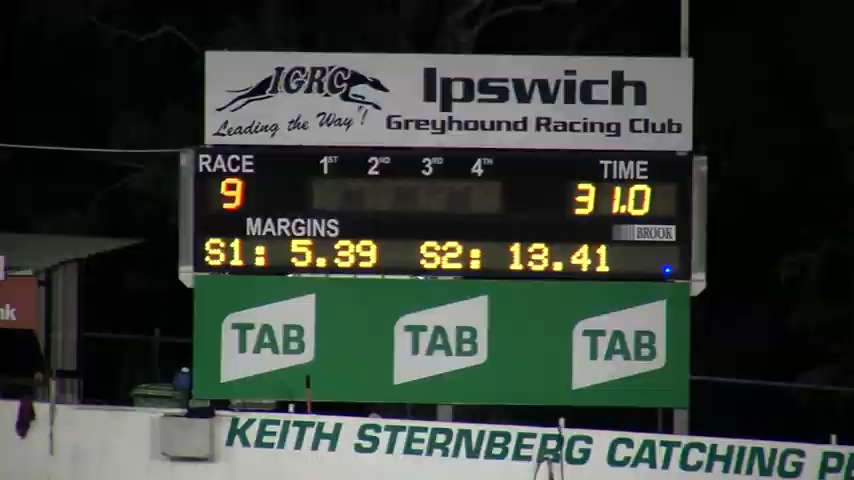 IGRC
Leading the Way!
Ipswich
Greyhound Racing Club
RACE 1ST 2ND 3RD 4TH TIME
9 31.0
MARGINS BROOK
S1: 5.39 S2: 13.41
TAB TAB TAB
KEITH STERNBERG CATCHING